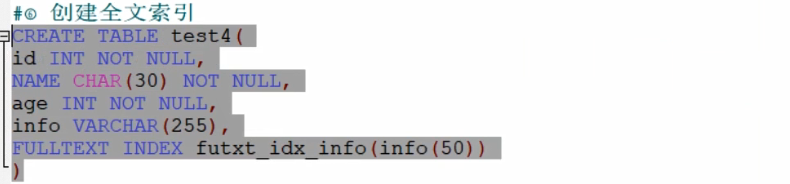 #⑥ 创建全文索引
CREATE TABLE test4(
id INT NOT NULL,
NAME CHAR(30) NOT NULL,
age INT NOT NULL,
info VARCHAR(255),
FULLTEXT INDEX futxt_idx_info(info(50))
)